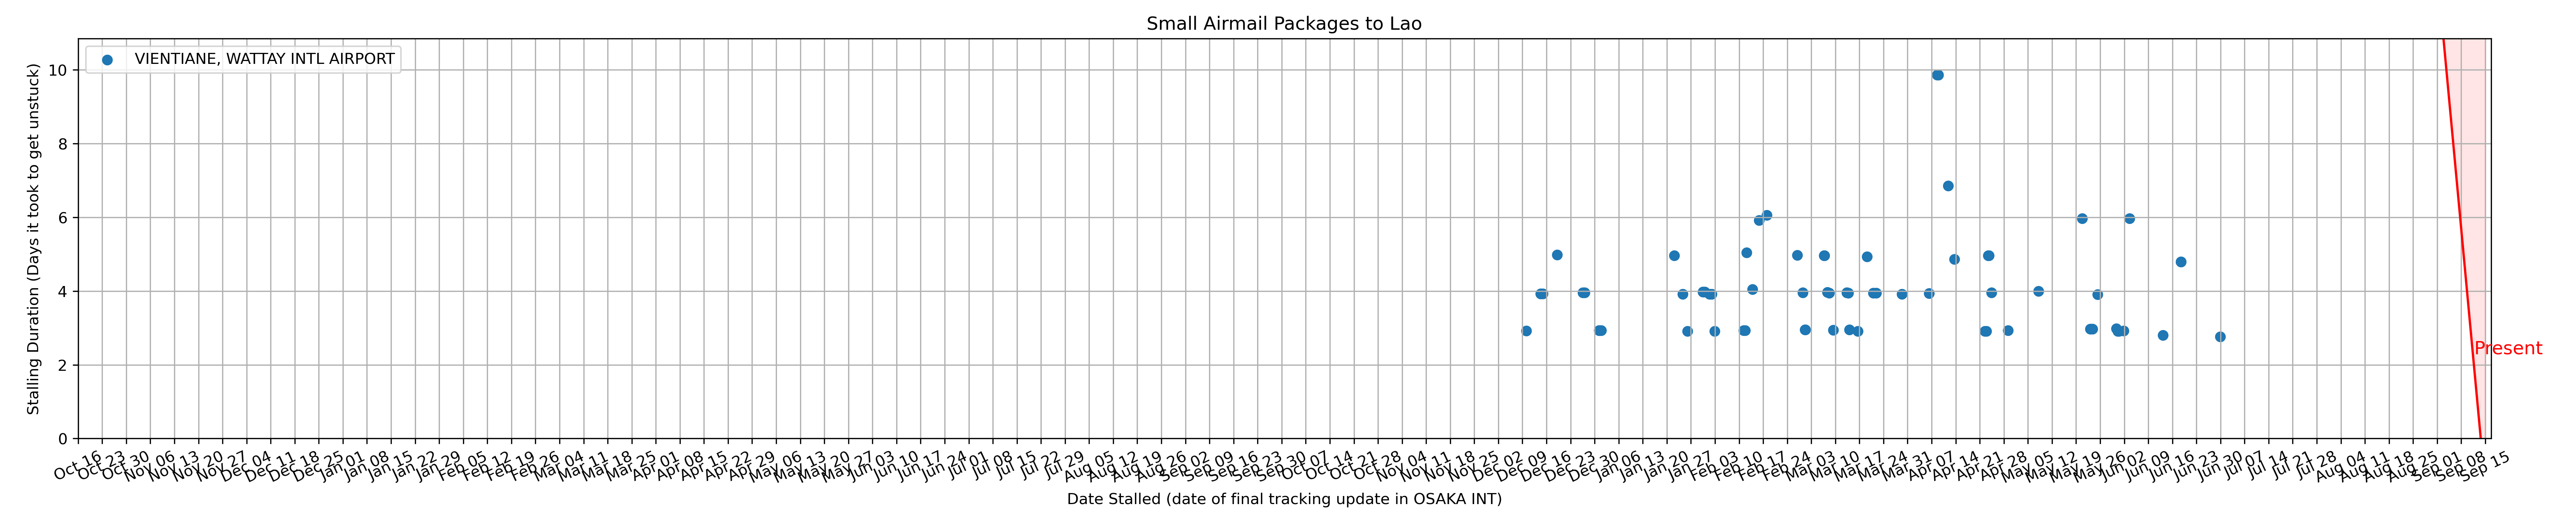 Small Airmail Packages to Lao
VIENTIANE, WATTAY INTL AIRPORT
Stalling Duration (Days it took to get unstuck)
10
8
6
4
2
0
Present
Oct 16 Oct 23 Oct 30 Nov 06 Nov 13 Nov 20 Nov 27 Dec 04 Dec 11 Dec 18 Dec 25 Jan 01 Jan 08 Jan 15 Jan 22 Jan 29 Feb 05 Feb 12 Feb 19 Feb 26 Mar 04 Mar 11 Mar 18 Mar 25 Apr 01 Apr 08 Apr 15 Apr 22 Apr 29 May 06 May 13 May 20 May 27 Jun 03 Jun 10 Jun 17 Jun 24 Jul 01 Jul 08 Jul 15 Jul 22 Jul 29 Aug 05 Aug 12 Aug 19 Aug 26 Sep 02 Sep 09 Sep 16 Sep 23 Sep 30 Oct 07 Oct 14 Oct 21 Oct 28 Nov 04 Nov 11 Nov 18 Nov 25 Dec 02 Dec 09 Dec 16 Dec 23 Dec 30 Jan 06 Jan 13 Jan 20 Jan 27 Feb 03 Feb 10 Feb 17 Feb 24 Mar 03 Mar 10 Mar 17 Mar 24 Mar 31 Apr 07 Apr 14 Apr 21 Apr 28 May 05 May 12 May 19 May 26 Jun 02 Jun 09 Jun 16 Jun 23 Jun 30 Jul 07 Jul 14 Jul 21 Jul 28 Aug 04 Aug 11 Aug 18 Aug 25 Sep 01 Sep 08 Sep 15
Date Stalled (date of final tracking update in OSAKA INT)